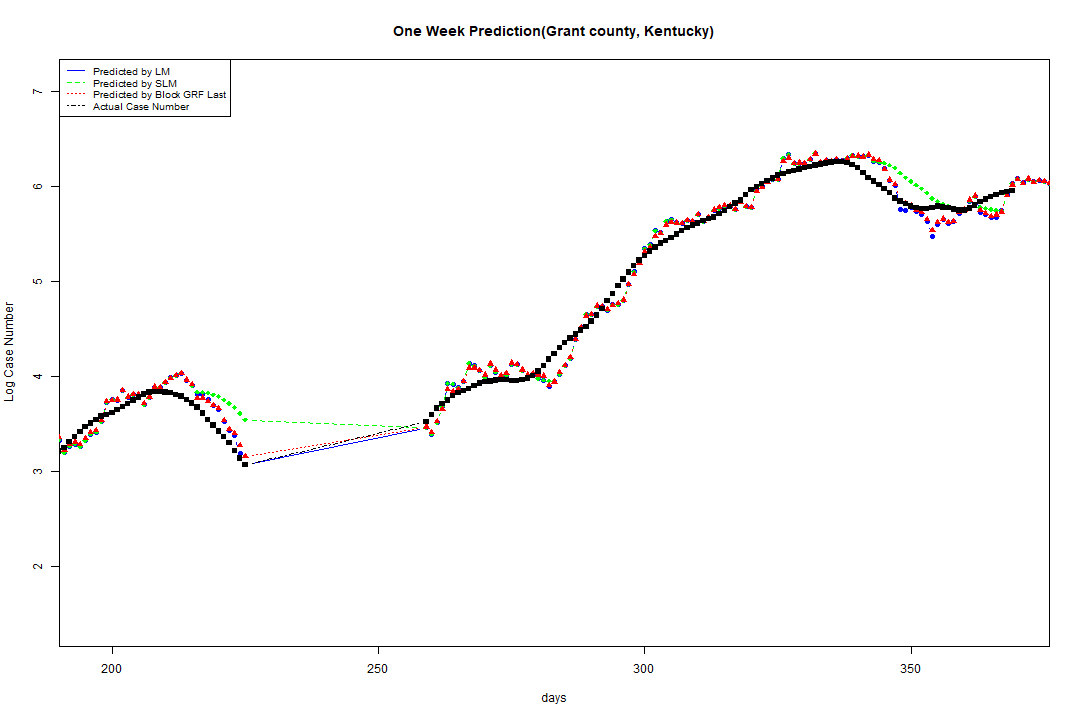 One Week Prediction(Grant county, Kentucky)
Predicted by LM
Predicted by SLM
Predicted by Block GRF Last
Actual Case Number
7
6
5
4
3
2
Log Case Number
200 250 300 350
days